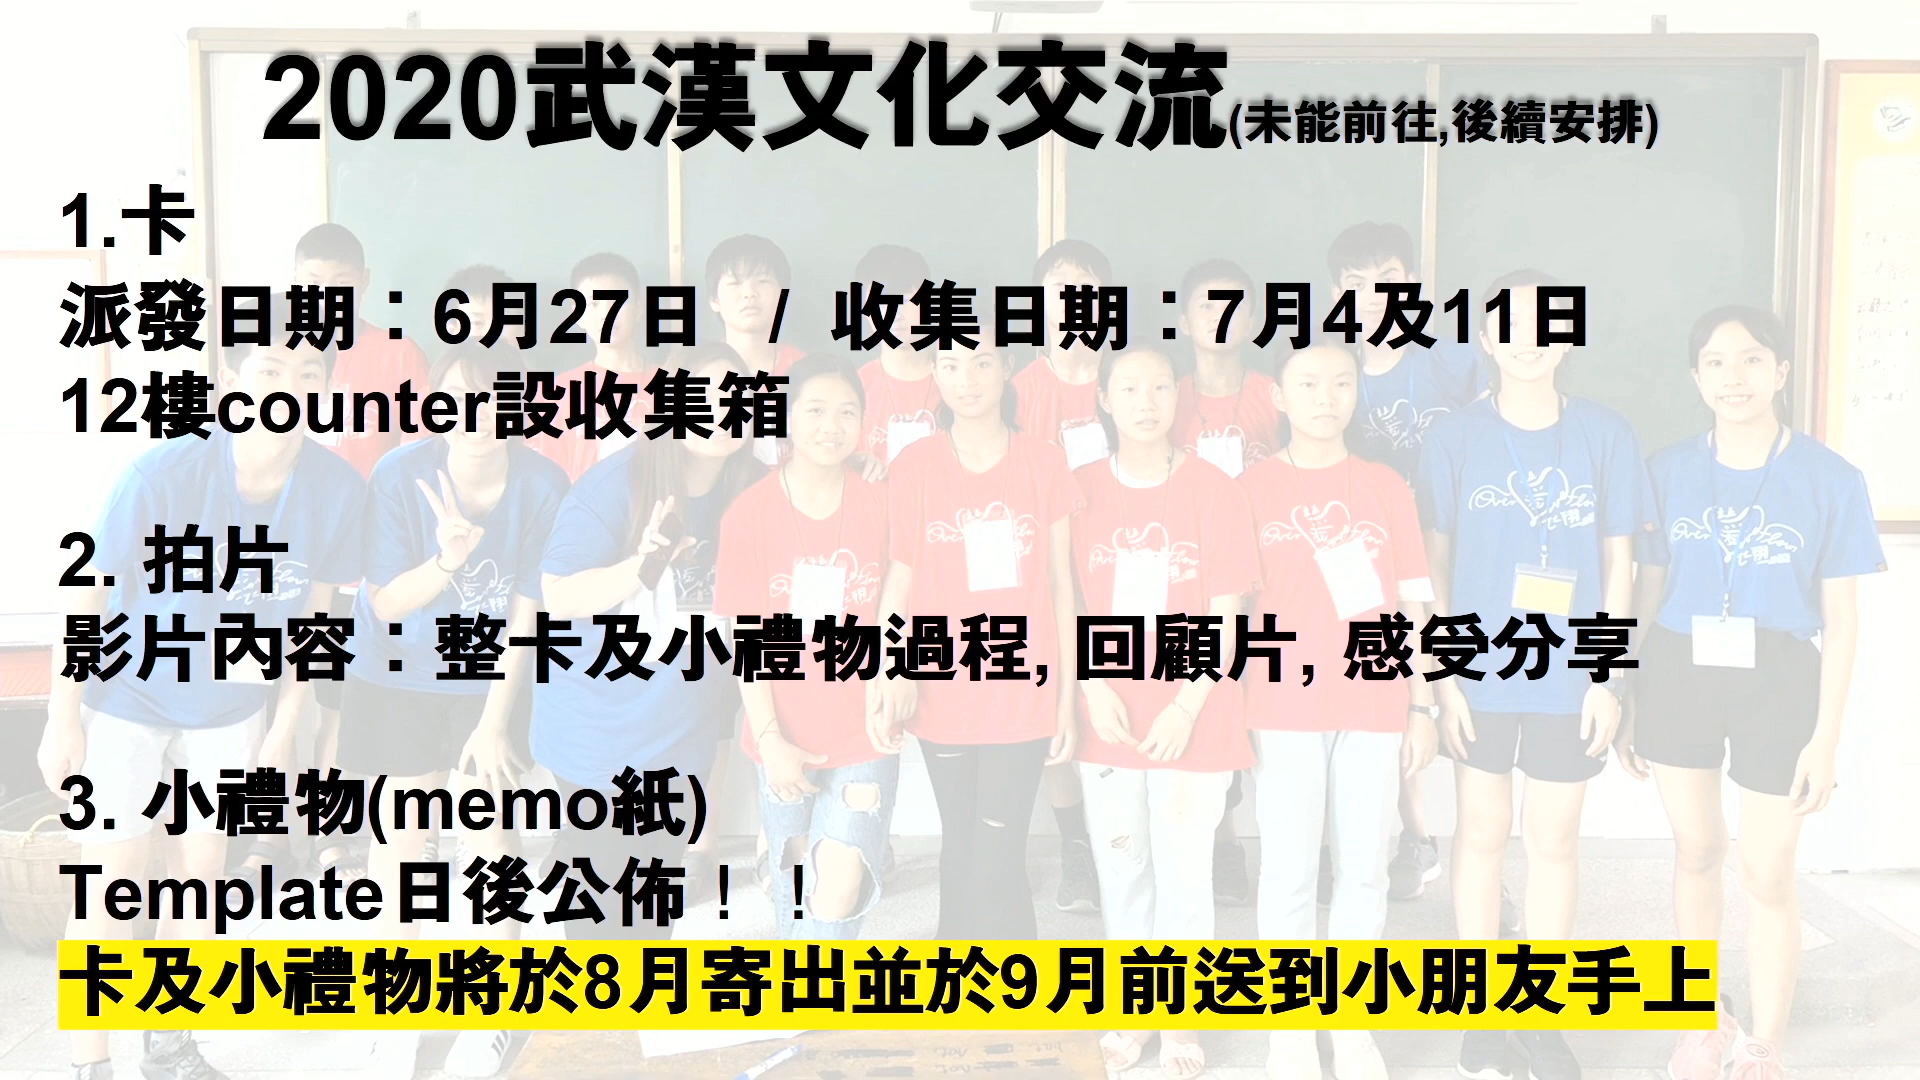 2020武漢文化交流(未能前往,後續安排)
1.卡
派發日期：6月27日 / 收集日期：7月4及11日
12樓counter設收集箱
2. 拍片
影片內容：整卡及小禮物過程, 回顧片, 感受分享
3. 小禮物(memo紙)
Template日後公佈！！
卡及小禮物將於8月寄出並於9月前送到小朋友手上